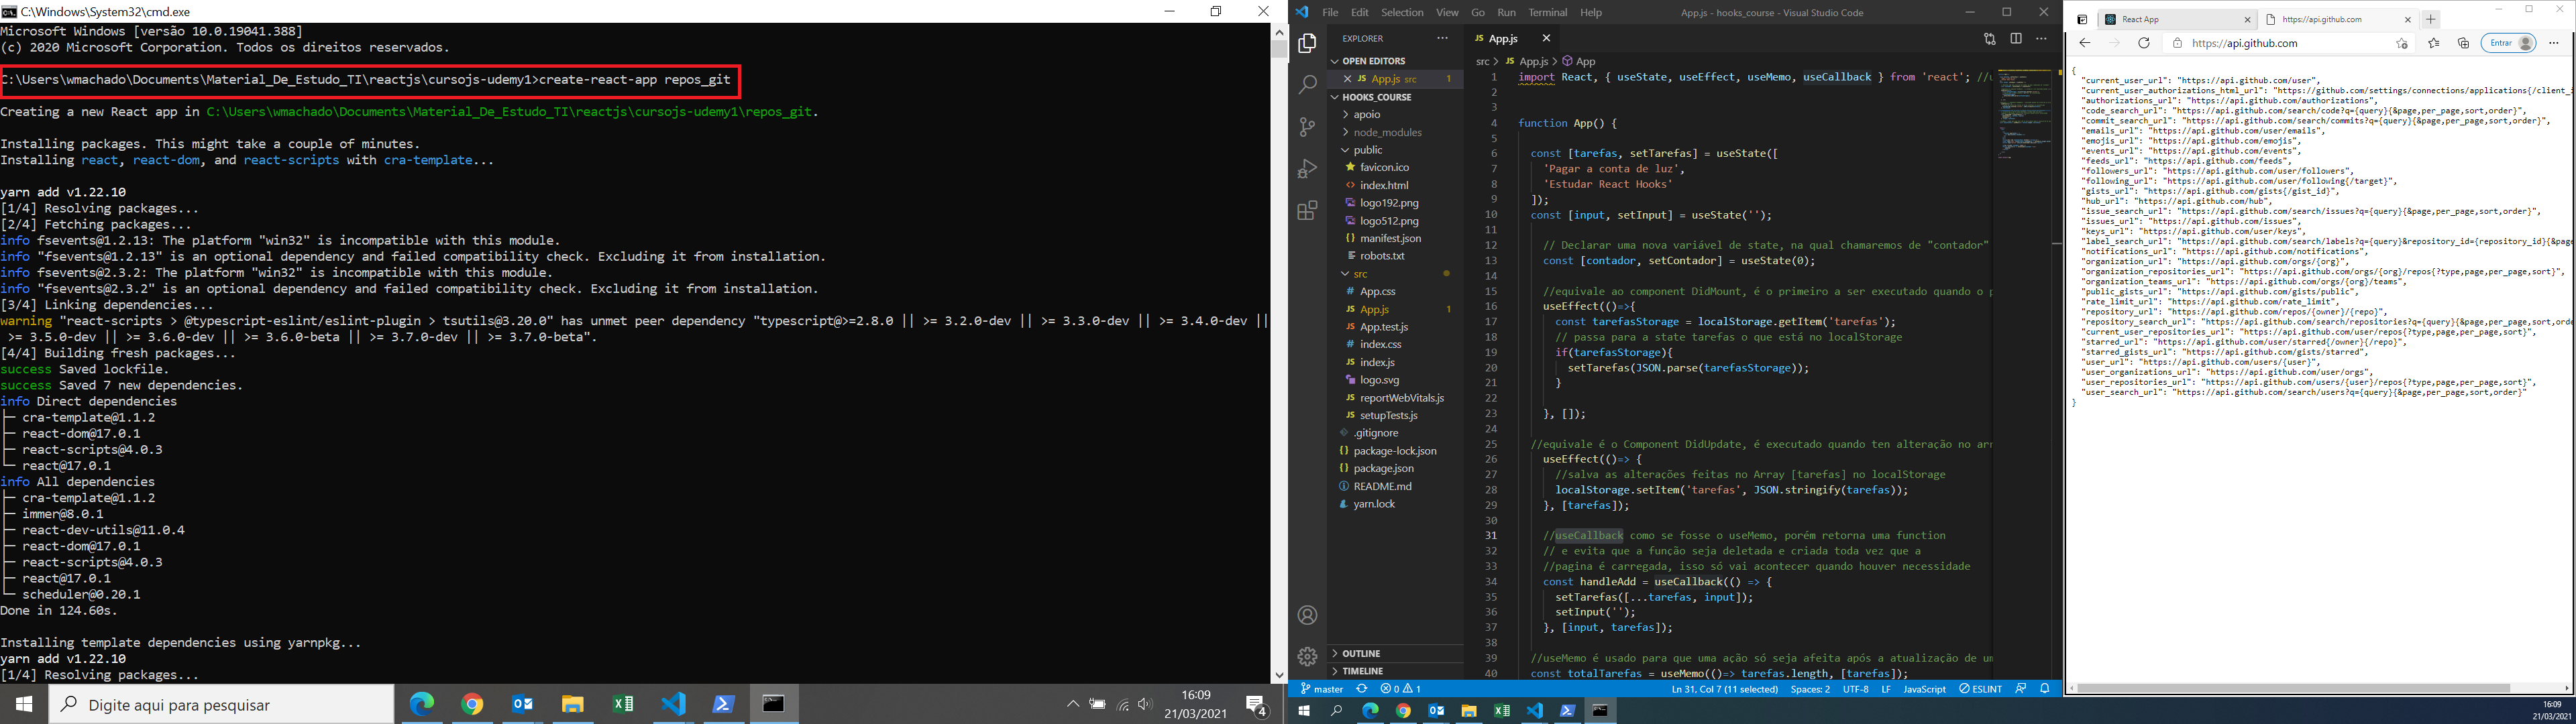 C:\Windows\System32\cmd.exe
Microsoft Windows [versão 10.0.19041.388]
(c) 2020 Microsoft Corporation. Todos os direitos reservados.
C:\Users\wmachado\Documents\Material_De_Estudo_TI\reactjs\cursojs-udemy1>create-react-app repos_git
Creating a new React app in C:\Users\wmachado\Documents\Material_De_Estudo_TI\reactjs\cursojs-udemy1\repos_git.
Installing packages. This might take a couple of minutes.
Installing react, react-dom, and react-scripts with cra-template...
yarn add v1.22.10
[1/4] Resolving packages...
[2/4] Fetching packages...
info fsevents@1.2.13: The platform "win32" is incompatible with this module.
info "fsevents@1.2.13" is an optional dependency and failed compatibility check. Excluding it from installation.
info fsevents@2.3.2: The platform "win32" is incompatible with this module.
info "fsevents@2.3.2" is an optional dependency and failed compatibility check. Excluding it from installation.
[3/4] Linking dependencies...
warning "react-scripts > @typescript-eslint/eslint-plugin > tsutils@3.20.0" has unmet peer dependency "typescript@>=2.8.0 || >= 3.2.0-dev || >= 3.3.0-dev || >= 3.4.0-dev ||
>= 3.5.0-dev || >= 3.6.0-dev || >= 3.6.0-beta || >= 3.7.0-dev || >= 3.7.0-beta".
[4/4] Building fresh packages...
success Saved lockfile.
success Saved 7 new dependencies.
info Direct dependencies
├─ cra-template@1.1.2
├─ react-dom@17.0.1
├─ react-scripts@4.0.3
└─ react@17.0.1
info All dependencies
├─ cra-template@1.1.2
├─ immer@8.0.1
├─ react-dev-utils@11.0.4
├─ react-dom@17.0.1
├─ react-scripts@4.0.3
├─ react@17.0.1
└─ scheduler@0.20.1
Done in 124.60s.
Installing template dependencies using yarnpkg...
yarn add v1.22.10
[1/4] Resolving packages...
Digite aqui para pesquisar
16:09
21/03/2021
4
File Edit Selection View Go Run Terminal Help
App.js - hooks_course - Visual Studio Code
EXPLORER
OPEN EDITORS
JS App.js src 1
HOOKS_COURSE
apoio
node_modules
public
favicon.ico
index.html
logo192.png
logo512.png
manifest.json
robots.txt
src
App.css
App.js 1
App.test.js
index.css
index.js
logo.svg
reportWebVitals.js
setupTests.js
.gitignore
package-lock.json
package.json
README.md
yarn.lock
OUTLINE
TIMELINE
JS App.js
src > JS App.js > App
1 import React, { useState, useEffect, useMemo, useCallback } from 'react';
2
3
4 function App() {
5
6 const [tarefas, setTarefas] = useState([
7 'Pagar a conta de luz',
8 'Estudar React Hooks'
9 ]);
10 const [input, setInput] = useState('');
11
12 // Declarar uma nova variável de state, na qual chamaremos de "contador"
13 const [contador, setContador] = useState(0);
14
15 //equivale ao component DidMount, é o primeiro a ser executado quando o p
16 useEffect(()=>{
17 const tarefasStorage = localStorage.getItem('tarefas');
18 // passa para a state tarefas o que está no localStorage
19 if(tarefasStorage){
20 setTarefas(JSON.parse(tarefasStorage));
21 }
22
23 }, []);
24
25 //equivale é o Component DidUpdate, é executado quando ten alteração no arr
26 useEffect(()=> {
27 //salva as alterações feitas no Array [tarefas] no localStorage
28 localStorage.setItem('tarefas', JSON.stringify(tarefas));
29 }, [tarefas]);
30
31 //useCallback como se fosse o useMemo, porém retorna uma function
32 // e evita que a função seja deletada e criada toda vez que a
33 //pagina é carregada, isso só vai acontecer quando houver necessidade
34 const handleAdd = useCallback(() => {
35 setTarefas([...tarefas, input]);
36 setInput('');
37 }, [input, tarefas]);
38
39 //useMemo é usado para que uma ação só seja afeita após a atualização de um
40 const totalTarefas = useMemo(()=> tarefas.length, [tarefas]);
master 0 1 Ln 31, Col 7 (11 selected) Spaces: 2 UTF-8 LF JavaScript ESLINT
React App
https://api.github.com
https://api.github.com
Entrar
{
"current_user_url": "https://api.github.com/user",
"current_user_authorizations_html_url": "https://github.com/settings/connections/applications{/client_i
"authorizations_url": "https://api.github.com/authorizations",
"code_search_url": "https://api.github.com/search/code?q={query}{&page,per_page,sort,order}",
"commit_search_url": "https://api.github.com/search/commits?q={query}{&page,per_page,sort,order}",
"emails_url": "https://api.github.com/user/emails",
"emojis_url": "https://api.github.com/emojis",
"events_url": "https://api.github.com/events",
"feeds_url": "https://api.github.com/feeds",
"followers_url": "https://api.github.com/user/followers",
"following_url": "https://api.github.com/user/following{/target}",
"gists_url": "https://api.github.com/gists{/gist_id}",
"hub_url": "https://api.github.com/hub",
"issue_search_url": "https://api.github.com/search/issues?q={query}{&page,per_page,sort,order}",
"issues_url": "https://api.github.com/issues",
"keys_url": "https://api.github.com/user/keys",
"label_search_url": "https://api.github.com/search/labels?q={query}&repository_id={repository_id}{&page
"notifications_url": "https://api.github.com/notifications",
"organization_url": "https://api.github.com/orgs/{org}",
"organization_repositories_url": "https://api.github.com/orgs/{org}/repos{?type,page,per_page,sort}",
"organization_teams_url": "https://api.github.com/orgs/{org}/teams",
"public_gists_url": "https://api.github.com/gists/public",
"rate_limit_url": "https://api.github.com/rate_limit",
"repository_url": "https://api.github.com/repos/{owner}/{repo}",
"repository_search_url": "https://api.github.com/search/repositories?q={query}{&page,per_page,sort,orde
"current_user_repositories_url": "https://api.github.com/user/repos{?type,page,per_page,sort}",
"starred_url": "https://api.github.com/user/starred{/owner}{/repo}",
"starred_gists_url": "https://api.github.com/gists/starred",
"user_url": "https://api.github.com/users/{user}",
"user_organizations_url": "https://api.github.com/user/orgs",
"user_repositories_url": "https://api.github.com/users/{user}/repos{?type,page,per_page,sort}",
"user_search_url": "https://api.github.com/search/users?q={query}{&page,per_page,sort,order}"
}
16:09
21/03/2021